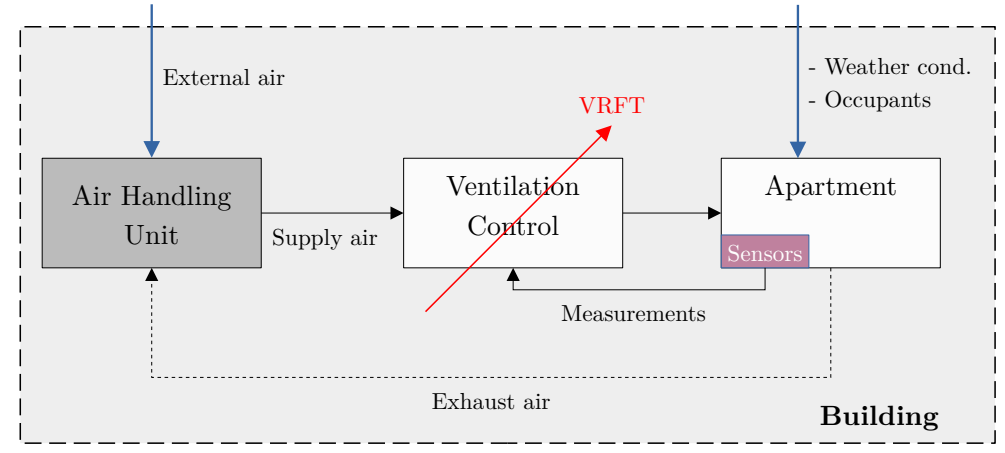 External air
- Weather cond.
- Occupants
VRFT
Air Handling
Unit
Supply air
Ventilation
Control
Apartment
Sensors
Measurements
Exhaust air
Building